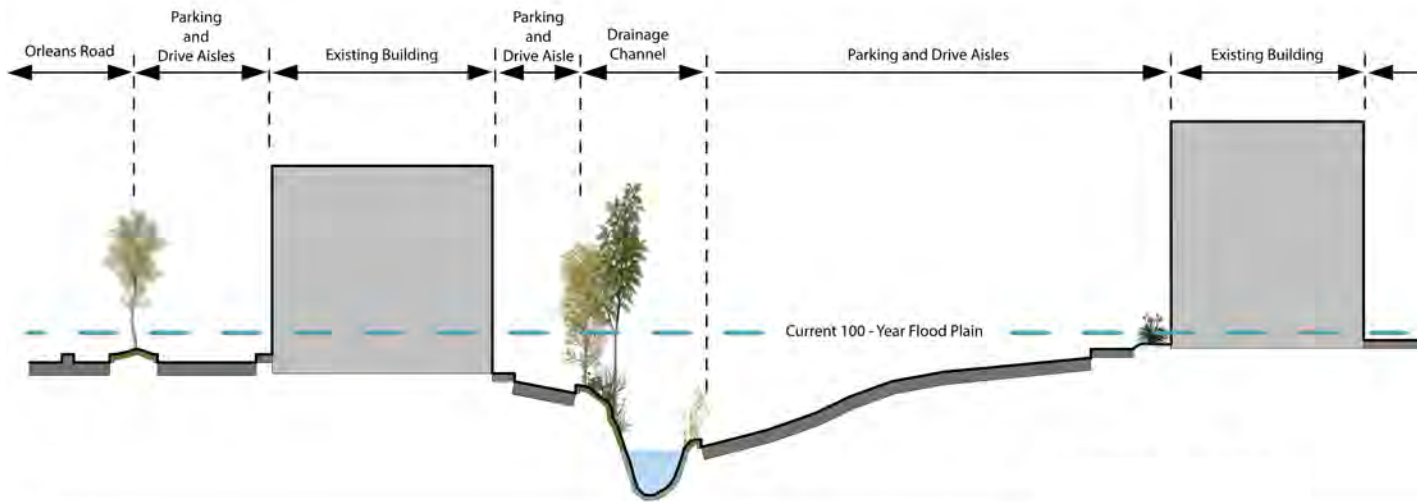 Orleans Road
Parking
and
Drive Aisles
Existing Building
Parking
and
Drive Aisle
Drainage
Channel
Parking and Drive Aisles
Existing Building
Current 100 - Year Flood Plain